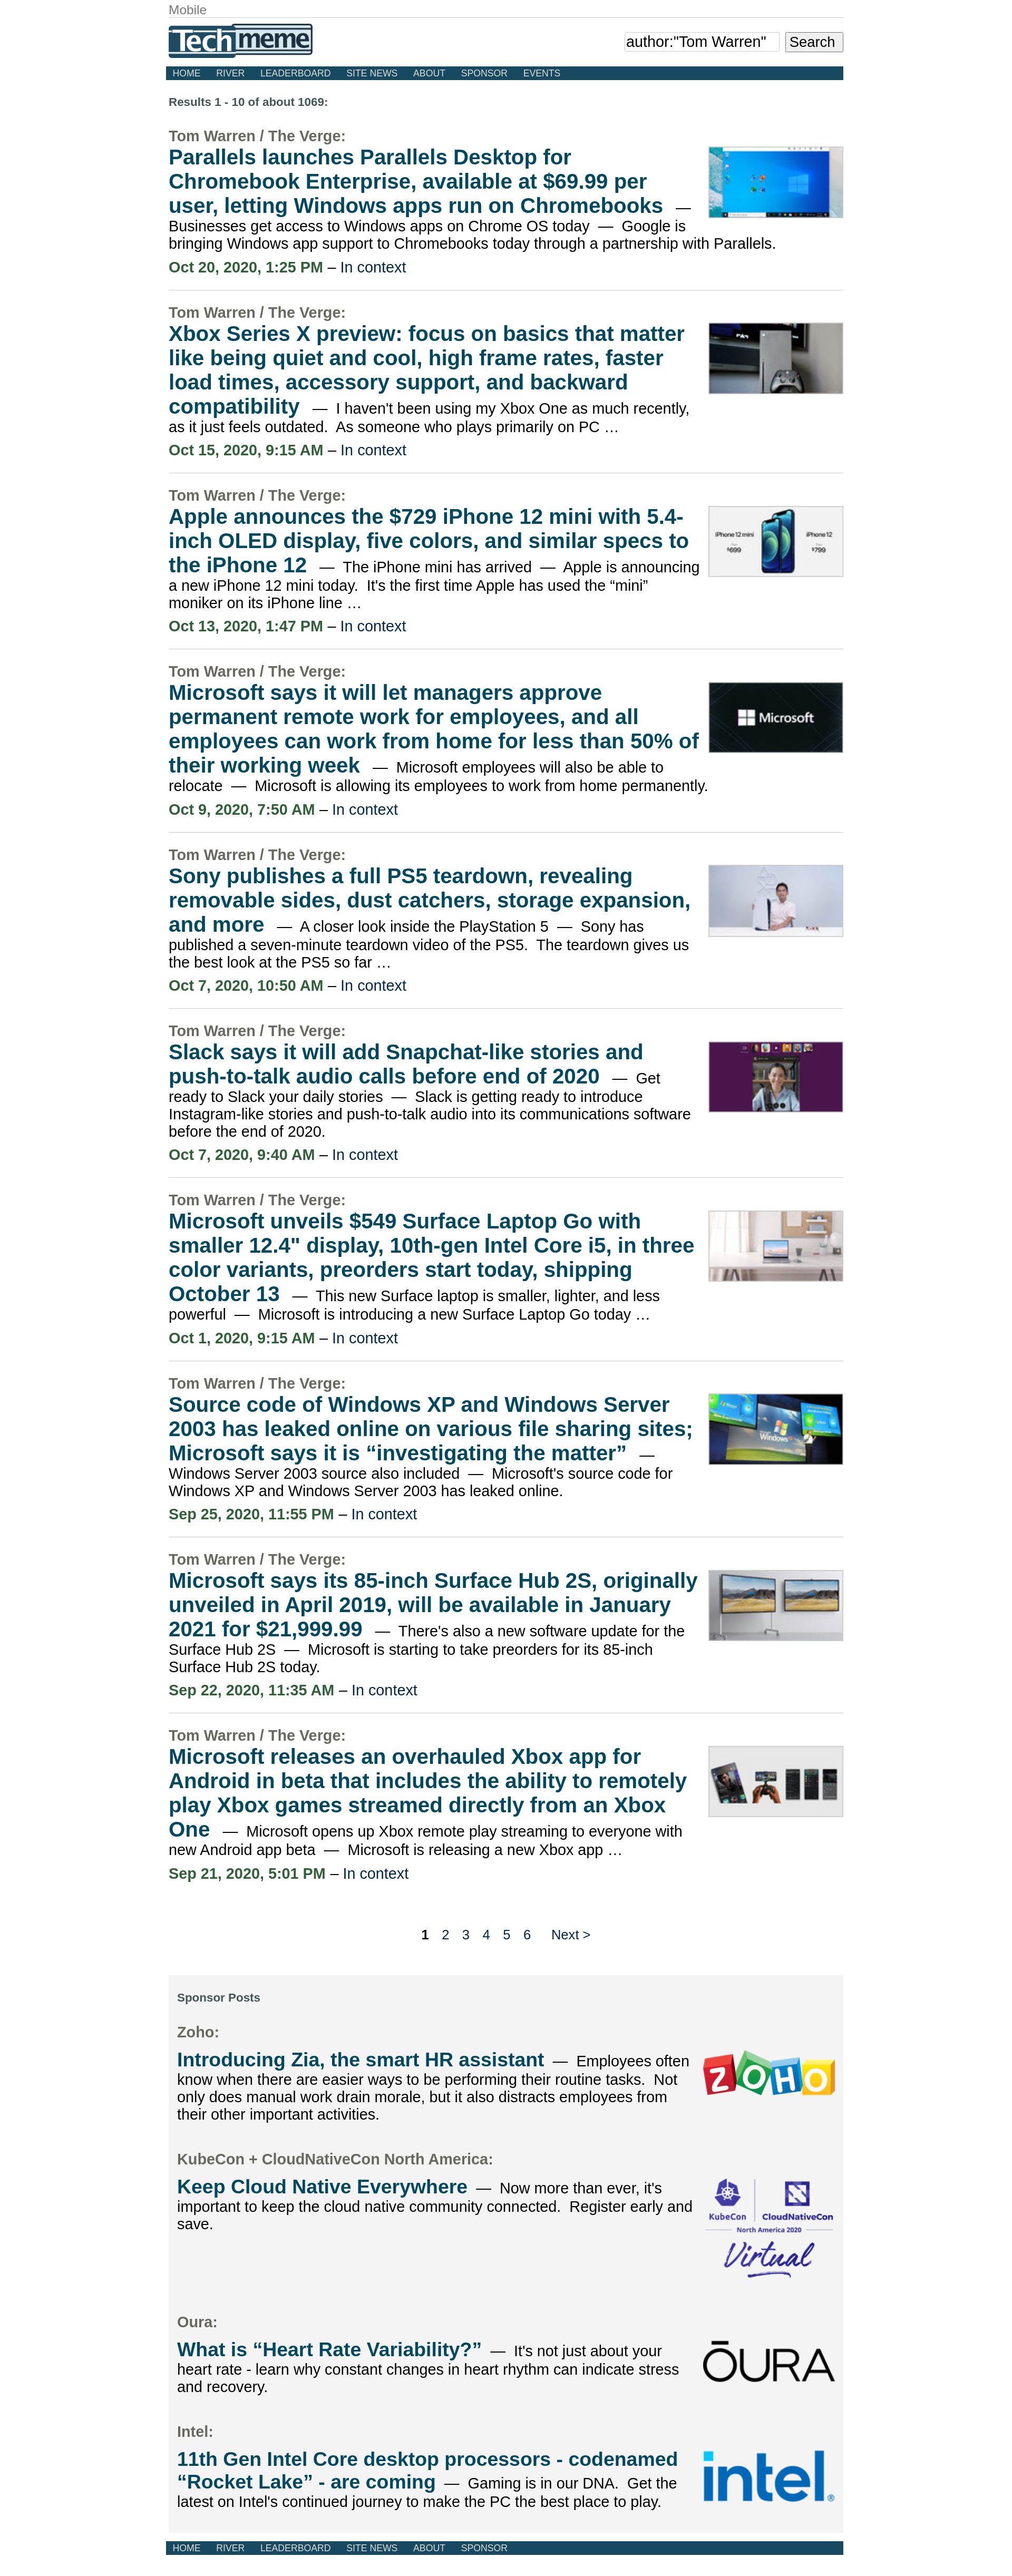 Mobile
Techmeme
author:"Tom Warren" Search
HOME RIVER LEADERBOARD SITE NEWS ABOUT SPONSOR EVENTS
Results 1 - 10 of about 1069:
Tom Warren / The Verge:
Parallels launches Parallels Desktop for
Chromebook Enterprise, available at $69.99 per
user, letting Windows apps run on Chromebooks —
Businesses get access to Windows apps on Chrome OS today — Google is
bringing Windows app support to Chromebooks today through a partnership with Parallels.
Oct 20, 2020, 1:25 PM – In context
Tom Warren / The Verge:
Xbox Series X preview: focus on basics that matter
like being quiet and cool, high frame rates, faster
load times, accessory support, and backward
compatibility — I haven't been using my Xbox One as much recently,
as it just feels outdated. As someone who plays primarily on PC …
Oct 15, 2020, 9:15 AM – In context
Tom Warren / The Verge:
Apple announces the $729 iPhone 12 mini with 5.4-
inch OLED display, five colors, and similar specs to
the iPhone 12 — The iPhone mini has arrived — Apple is announcing
a new iPhone 12 mini today. It's the first time Apple has used the “mini”
moniker on its iPhone line …
iPhone 12 mini iPhone 12
$699 $799
Oct 13, 2020, 1:47 PM – In context
Tom Warren / The Verge:
Microsoft says it will let managers approve
permanent remote work for employees, and all
employees can work from home for less than 50% of
their working week — Microsoft employees will also be able to
relocate — Microsoft is allowing its employees to work from home permanently.
Microsoft
Oct 9, 2020, 7:50 AM – In context
Tom Warren / The Verge:
Sony publishes a full PS5 teardown, revealing
removable sides, dust catchers, storage expansion,
and more — A closer look inside the PlayStation 5 — Sony has
published a seven-minute teardown video of the PS5. The teardown gives us
the best look at the PS5 so far …
Oct 7, 2020, 10:50 AM – In context
Tom Warren / The Verge:
Slack says it will add Snapchat-like stories and
push-to-talk audio calls before end of 2020 — Get
ready to Slack your daily stories — Slack is getting ready to introduce
Instagram-like stories and push-to-talk audio into its communications software
before the end of 2020.
Oct 7, 2020, 9:40 AM – In context
Tom Warren / The Verge:
Microsoft unveils $549 Surface Laptop Go with
smaller 12.4" display, 10th-gen Intel Core i5, in three
color variants, preorders start today, shipping
October 13 — This new Surface laptop is smaller, lighter, and less
powerful — Microsoft is introducing a new Surface Laptop Go today …
Oct 1, 2020, 9:15 AM – In context
Tom Warren / The Verge:
Source code of Windows XP and Windows Server
2003 has leaked online on various file sharing sites;
Microsoft says it is “investigating the matter” —
Windows Server 2003 source also included — Microsoft's source code for
Windows XP and Windows Server 2003 has leaked online.
Windows
Sep 25, 2020, 11:55 PM – In context
Tom Warren / The Verge:
Microsoft says its 85-inch Surface Hub 2S, originally
unveiled in April 2019, will be available in January
2021 for $21,999.99 — There's also a new software update for the
Surface Hub 2S — Microsoft is starting to take preorders for its 85-inch
Surface Hub 2S today.
Sep 22, 2020, 11:35 AM – In context
Tom Warren / The Verge:
Microsoft releases an overhauled Xbox app for
Android in beta that includes the ability to remotely
play Xbox games streamed directly from an Xbox
One — Microsoft opens up Xbox remote play streaming to everyone with
new Android app beta — Microsoft is releasing a new Xbox app …
Sep 21, 2020, 5:01 PM – In context
1 2 3 4 5 6 Next >
Sponsor Posts
Zoho:
Introducing Zia, the smart HR assistant — Employees often
know when there are easier ways to be performing their routine tasks. Not
only does manual work drain morale, but it also distracts employees from
their other important activities.
ZOHO
KubeCon + CloudNativeCon North America:
Keep Cloud Native Everywhere — Now more than ever, it's
important to keep the cloud native community connected. Register early and
save.
KubeCon CloudNativeCon
North America 2020
Virtual
Oura:
What is “Heart Rate Variability?” — It's not just about your
heart rate - learn why constant changes in heart rhythm can indicate stress
and recovery.
ŌURA
Intel:
11th Gen Intel Core desktop processors - codenamed
“Rocket Lake” - are coming — Gaming is in our DNA. Get the
latest on Intel's continued journey to make the PC the best place to play.
intel®
HOME RIVER LEADERBOARD SITE NEWS ABOUT SPONSOR